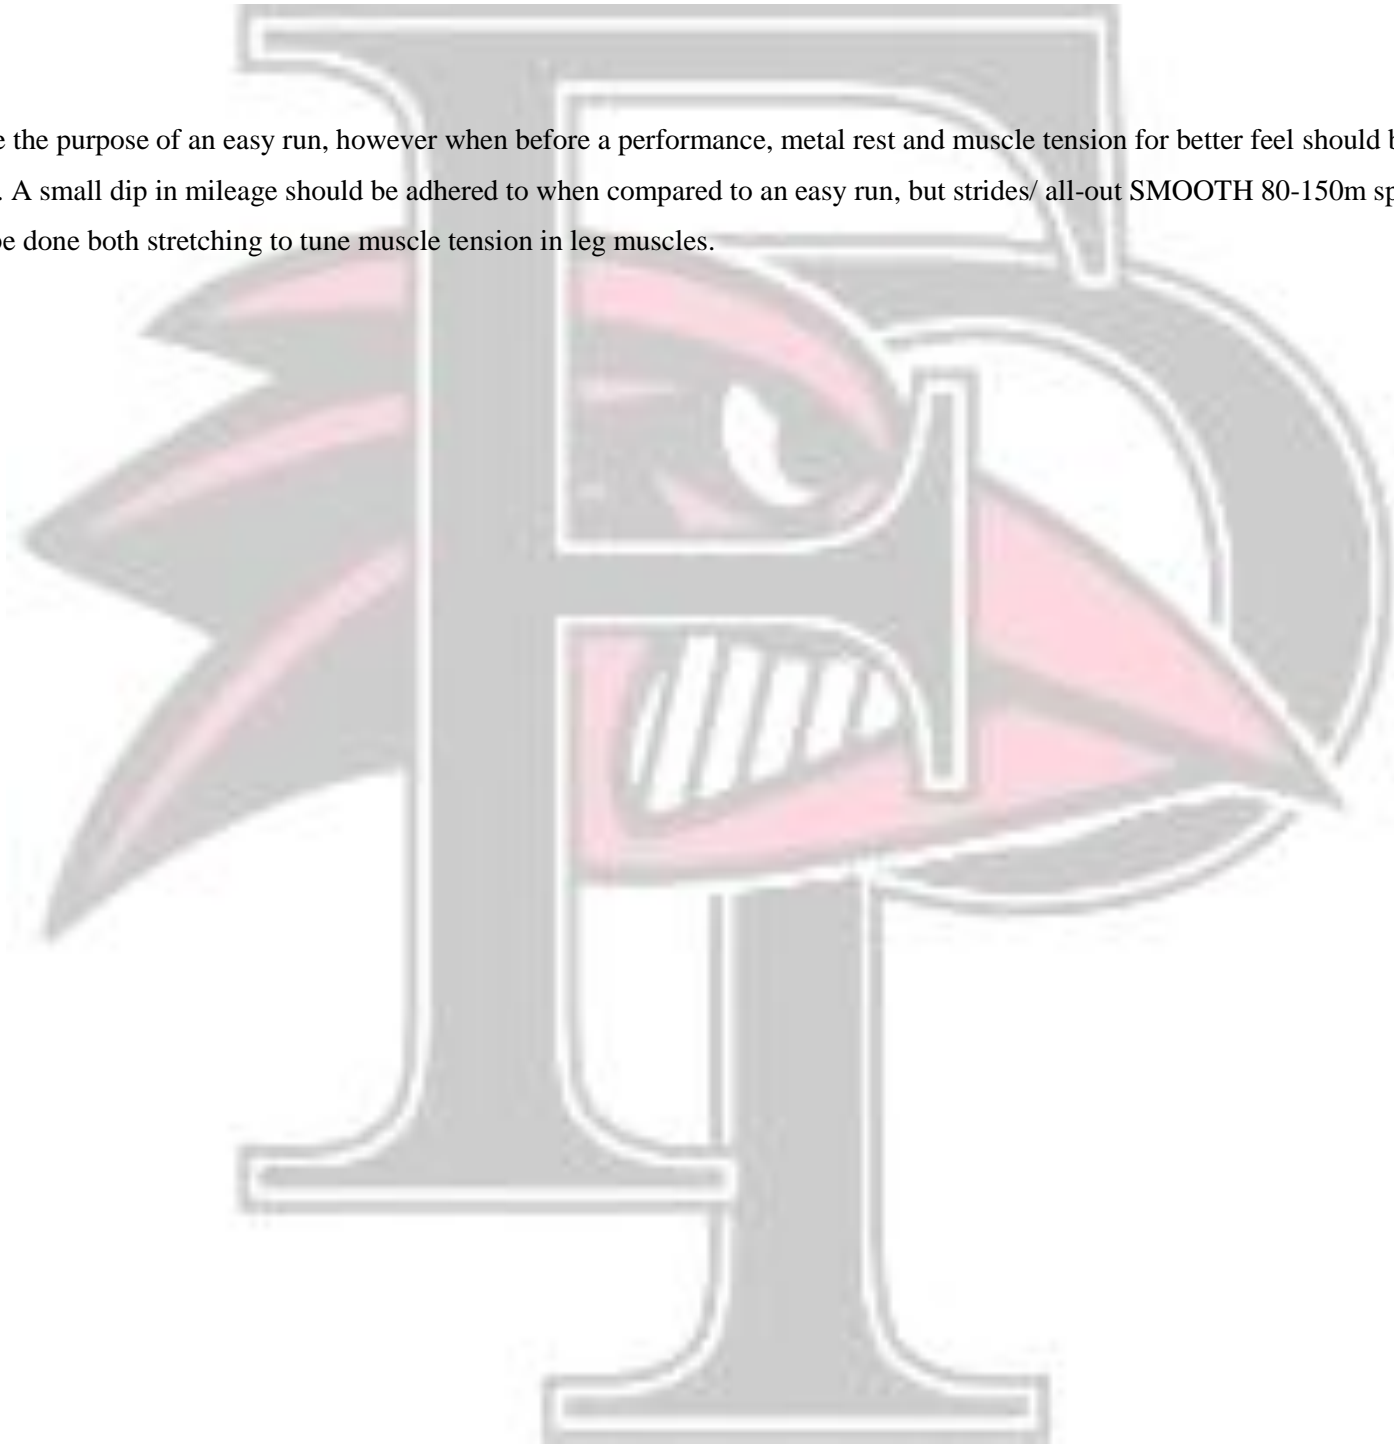 e the purpose of an easy run, however when before a performance, metal rest and muscle tension for better feel should b
. A small dip in mileage should be adhered to when compared to an easy run, but strides/ all-out SMOOTH 80-150m sp
be done both stretching to tune muscle tension in leg muscles.
FP